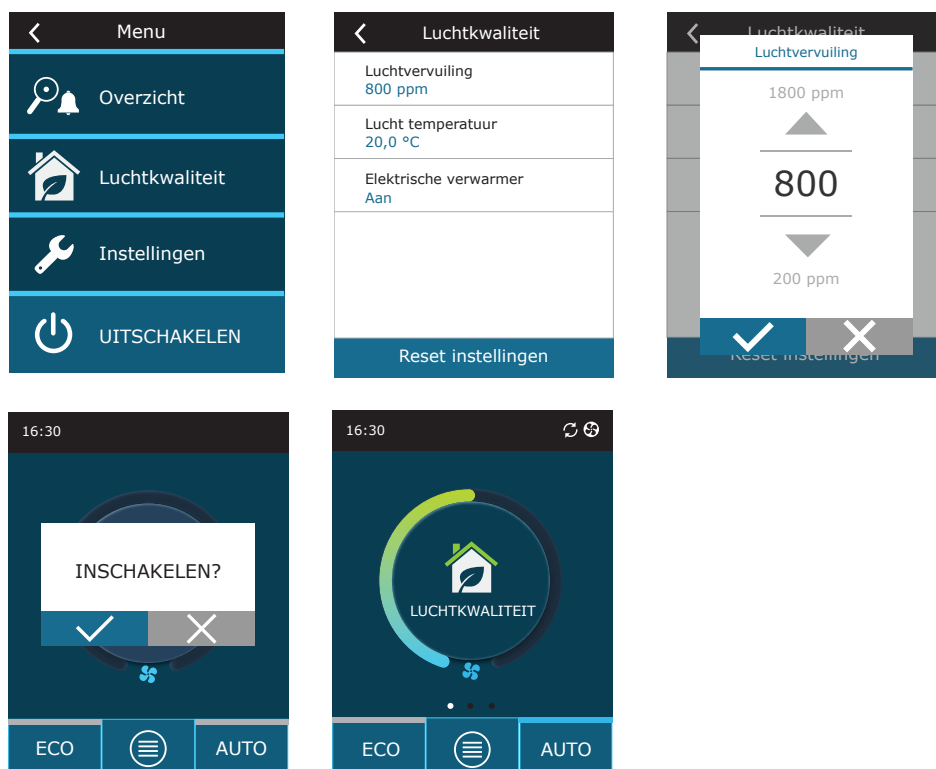 Menu
Overzicht
Luchtkwaliteit
Instellingen
UITSCHAKELEN
Luchtkwaliteit
Luchtvervuiling
800 ppm
Lucht temperatuur
20,0 °C
Elektrische verwarmer
Aan
Reset instellingen
Luchtkwaliteit
Luchtvervuiling
1800 ppm
800
200 ppm
Reset instellingen
16:30
INSCHAKELEN?
ECO
AUTO
16:30
LUCHTKWALITEIT
ECO
AUTO